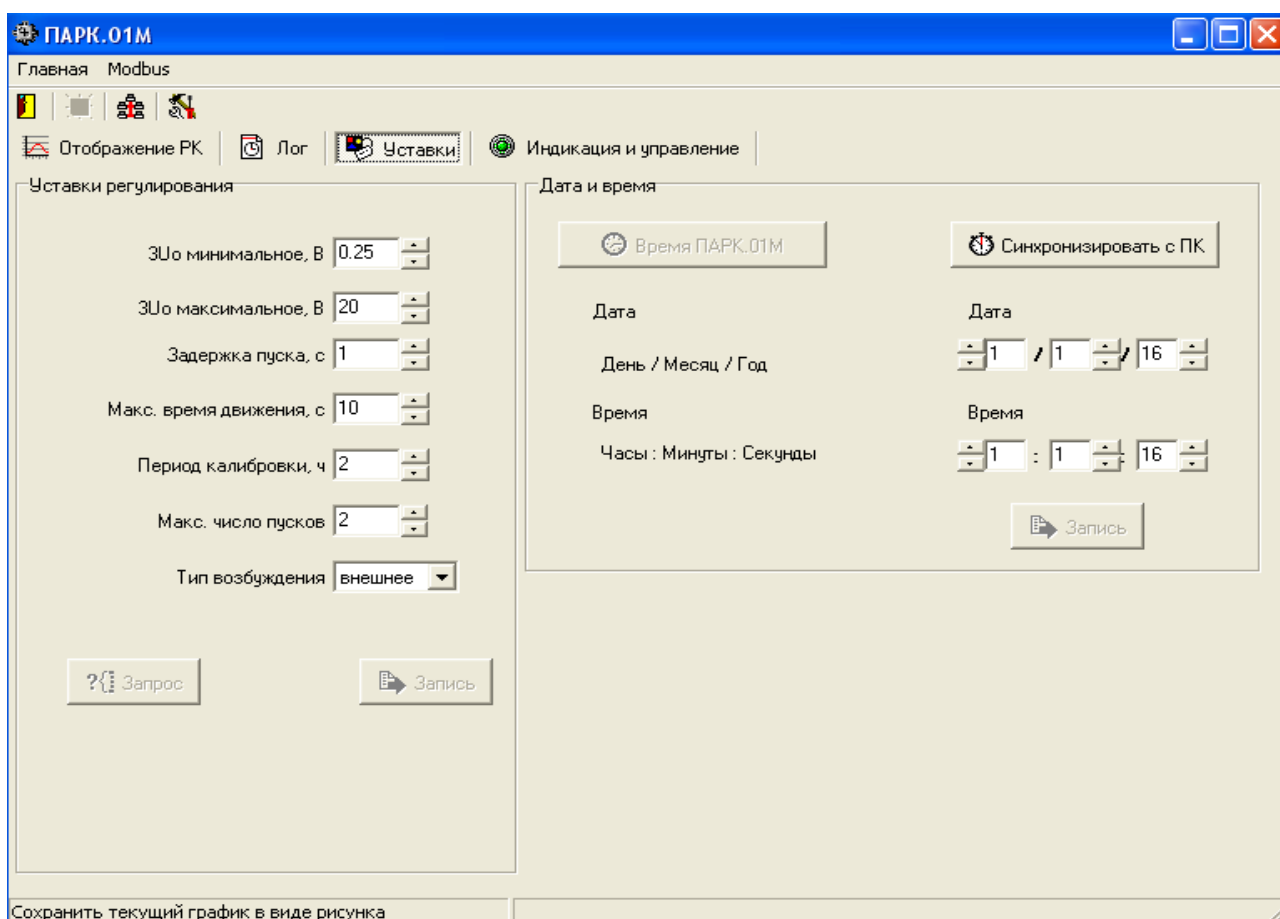 ПАРК.01М
Главная Modbus
Отображение РК Лог Уставки Индикация и управление
Уставки регулирования
3Uo минимальное, В 0.25
3Uo максимальное, В 20
Задержка пуска, с 1
Макс. время движения, с 10
Период калибровки, ч 2
Макс. число пусков 2
Тип возбуждения внешнее
?{ Запрос Запись
Дата и время
Время ПАРК.01М Синхронизировать с ПК
Дата Дата
День / Месяц / Год 1 / 1 / 16
Время Время
Часы : Минуты : Секунды 1 : 1 : 16
Запись
Сохранить текущий график в виде рисунка